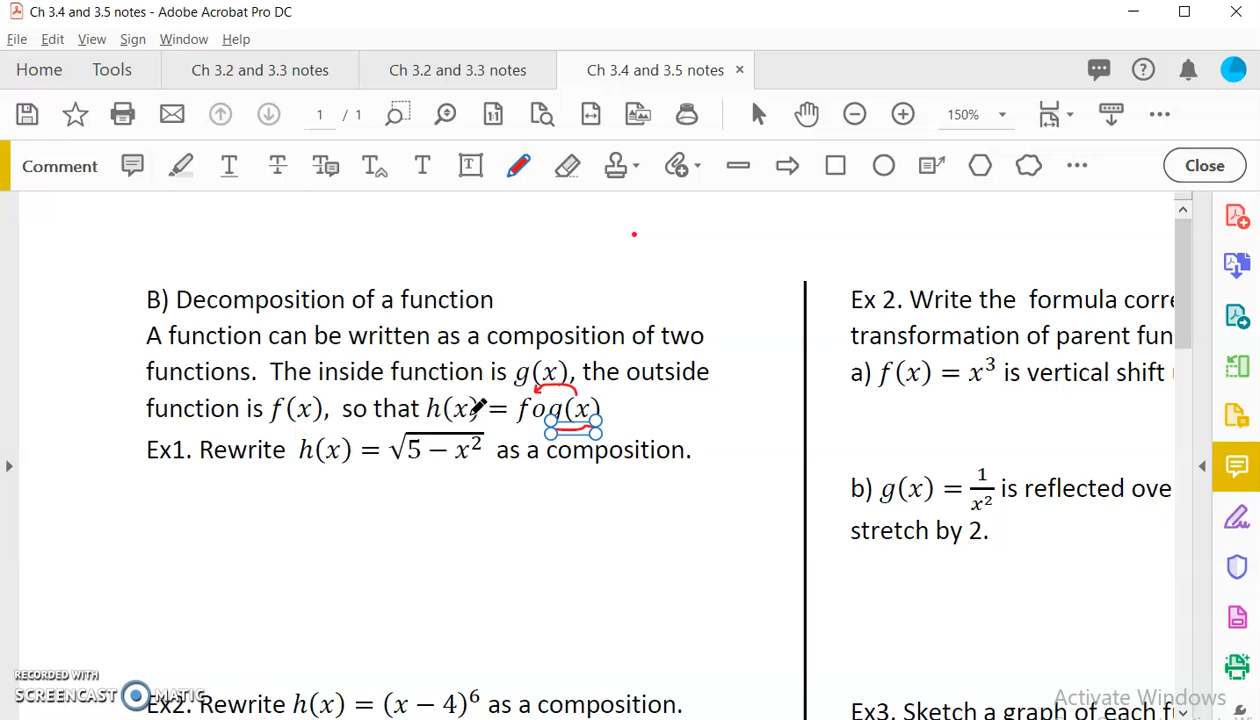 Ch 3.4 and 3.5 notes - Adobe Acrobat Pro DC
File Edit View Sign Window Help
Home Tools Ch 3.2 and 3.3 notes Ch 3.2 and 3.3 notes Ch 3.4 and 3.5 notes ×
1 / 1 150%
Comment Close
B) Decomposition of a function
A function can be written as a composition of two
functions. The inside function is g(x), the outside
function is f(x), so that h(x) = fog(x)
Ex1. Rewrite h(x) = √5 − x² as a composition.
Ex2. Rewrite h(x) = (x − 4)⁶ as a composition.
Ex 2. Write the formula corre
transformation of parent fun
a) f(x) = x³ is vertical shift
b) g(x) = 1/x² is reflected ove
stretch by 2.
Ex3. Sketch a graph of each f
RECORDED WITH
SCREENCAST MATIC
Activate Windows